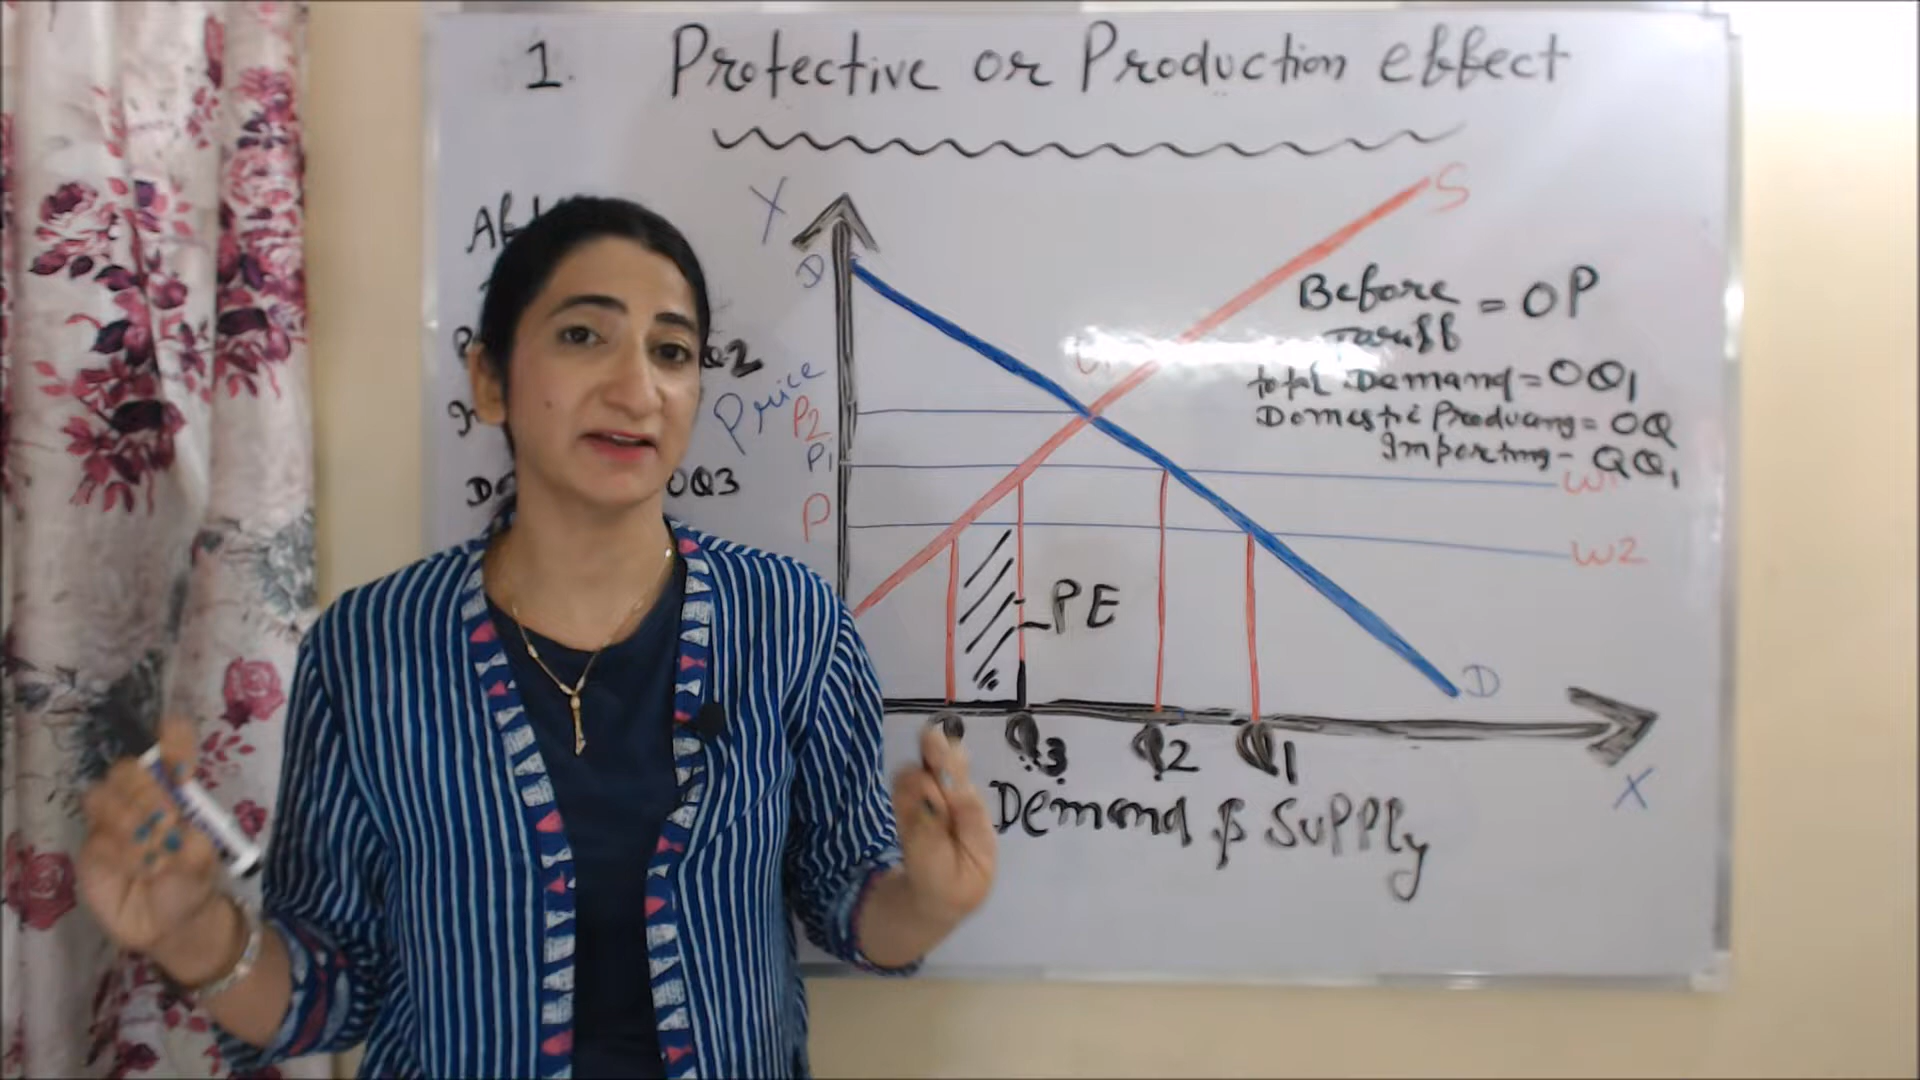 1. Protective or Production effect
Y
S
D
Before = OP
Tariff
Q2
Price
total Demand = OQ1
P2
Domestic Producing = OQ
P1
Importing - QQ1
OQ3
W1
P
W2
PE
D
Q3 Q2 Q1
X
Demand & Supply